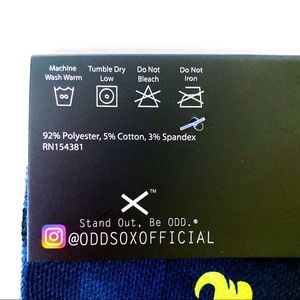 Machine Wash Warm
Tumble Dry Low
Do Not Bleach
Do Not Iron
92% Polyester, 5% Cotton, 3% Spandex
RN154381
X™
Stand Out, Be ODD.®
@ODDSOXOFFICIAL